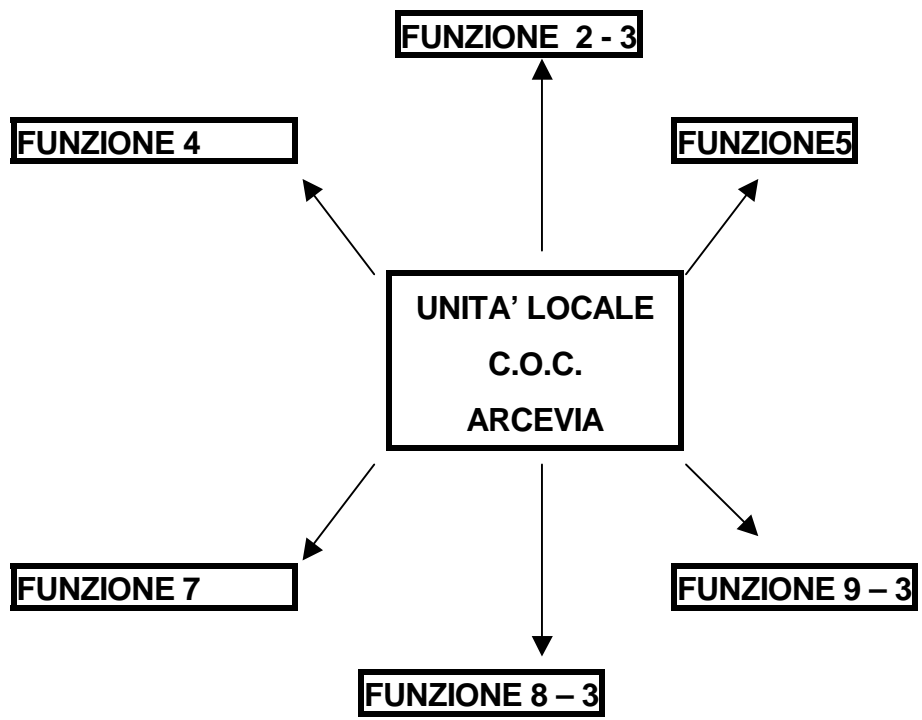 FUNZIONE 2 - 3
FUNZIONE 4
FUNZIONE5
UNITA’ LOCALE
C.O.C.
ARCEVIA
FUNZIONE 7
FUNZIONE 9 – 3
FUNZIONE 8 – 3